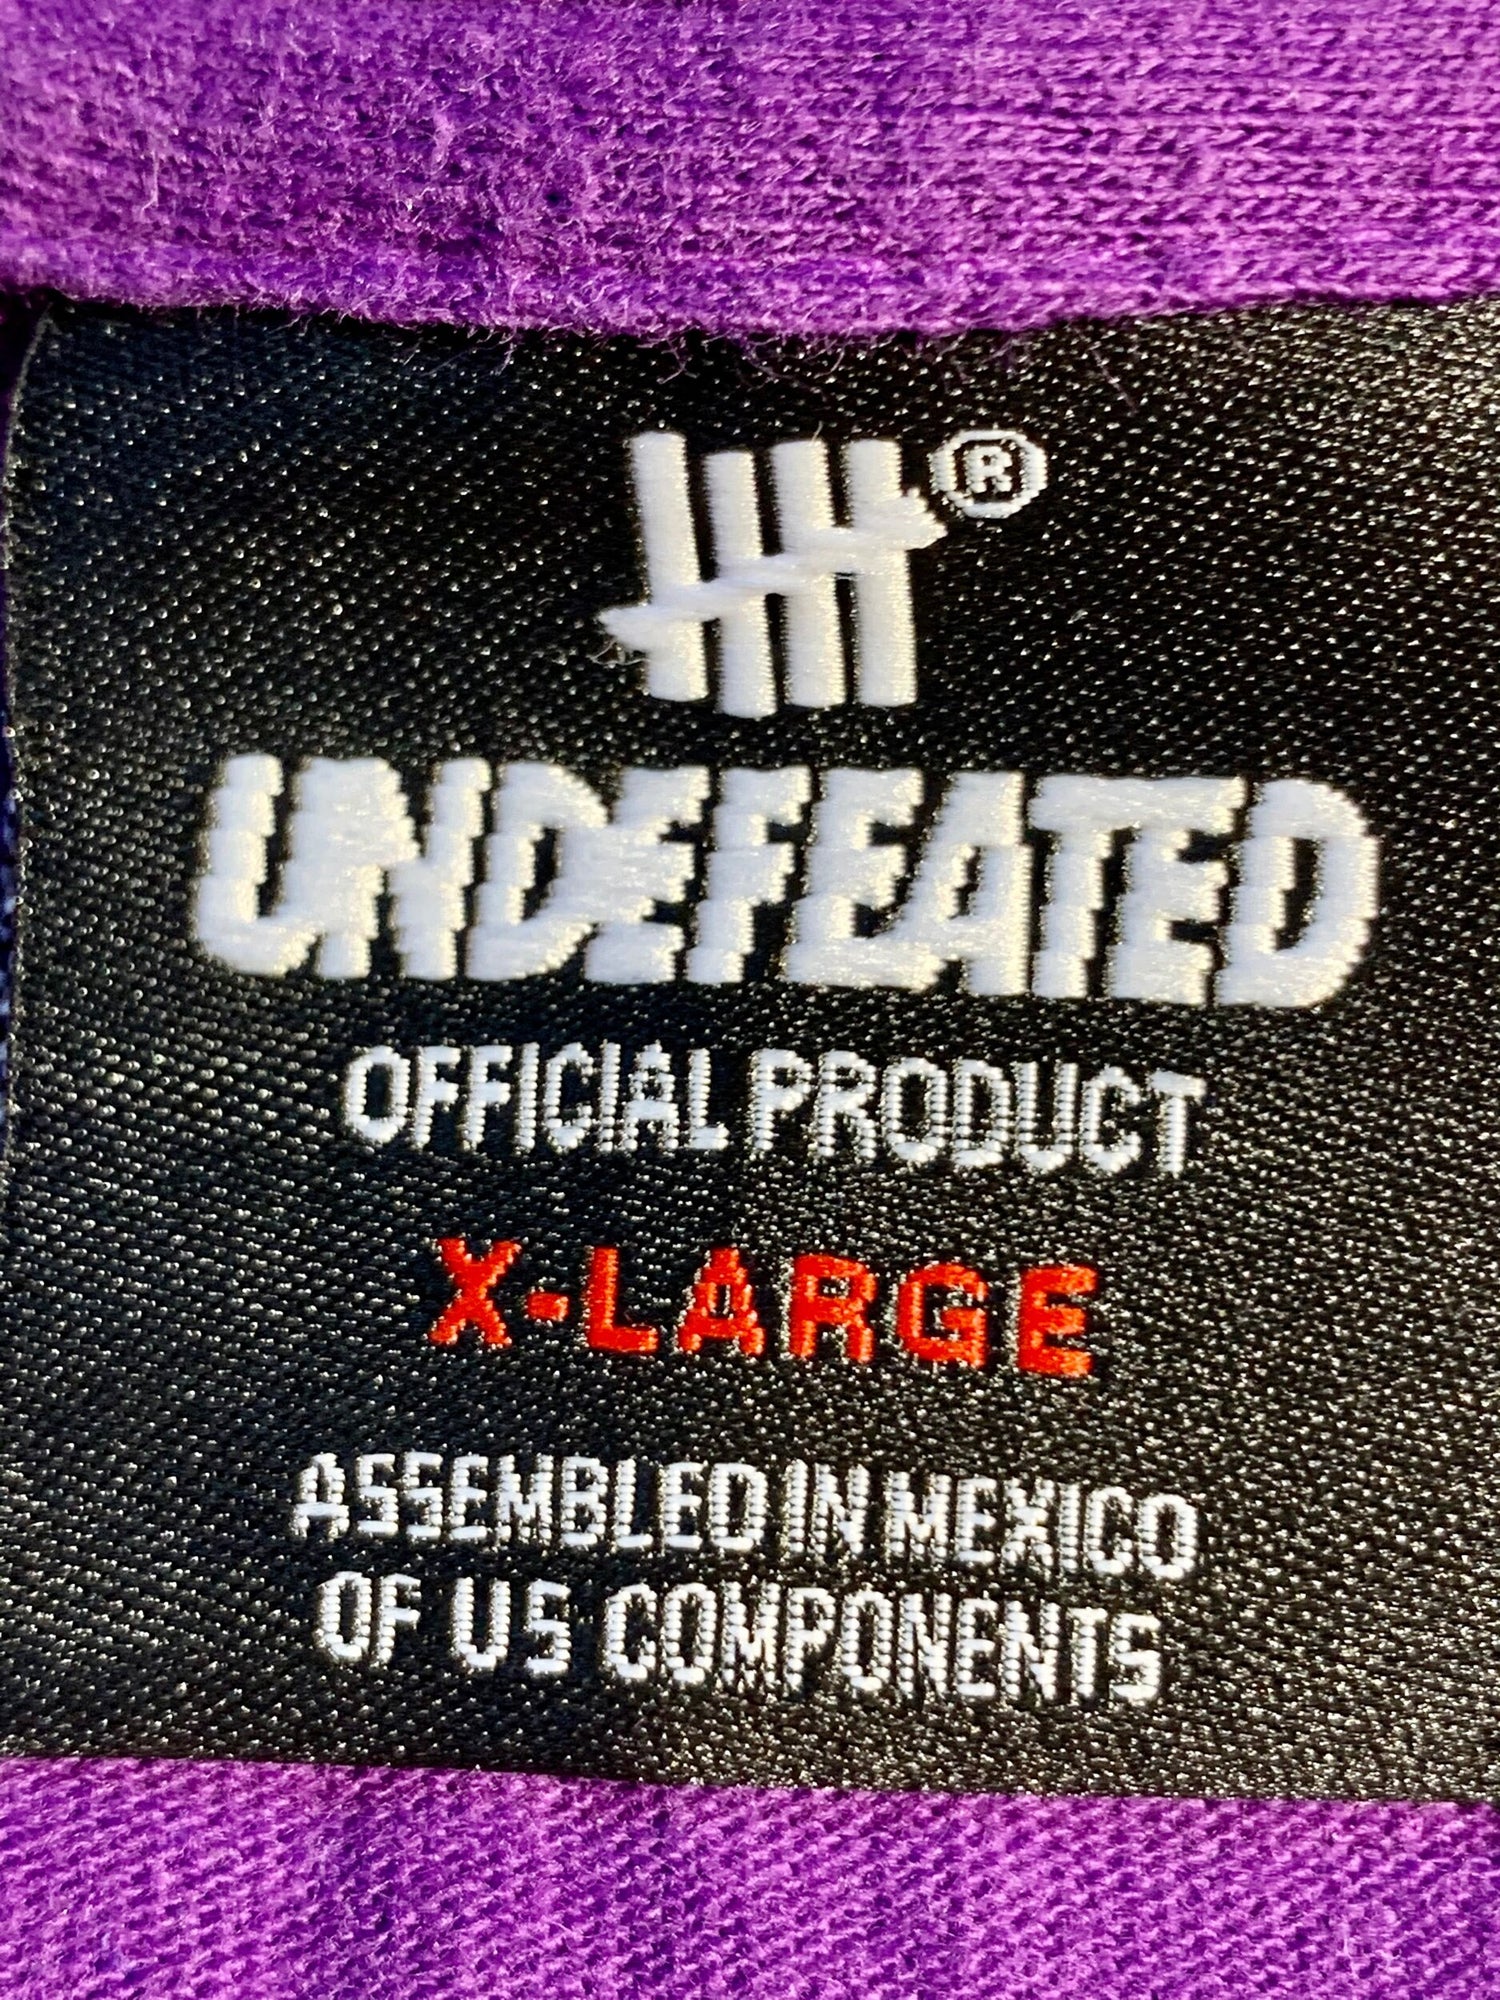 ®
UNDEFEATED
OFFICIAL PRODUCT
X-LARGE
ASSEMBLED IN MEXICO
OF US COMPONENTS